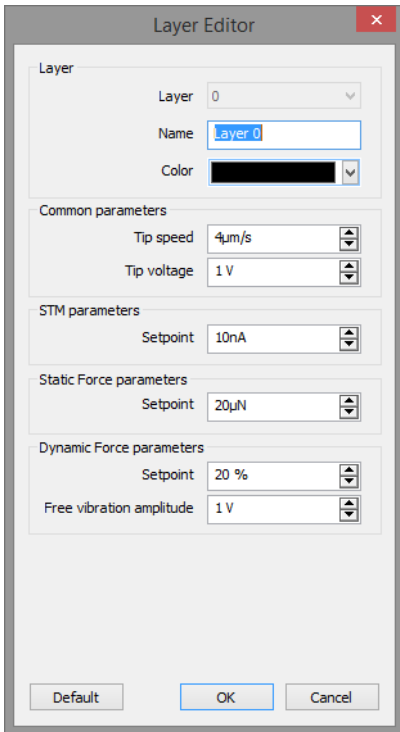 Layer Editor
Layer
Layer 0
Name Layer 0
Color
Common parameters
Tip speed 4µm/s
Tip voltage 1 V
STM parameters
Setpoint 10nA
Static Force parameters
Setpoint 20µN
Dynamic Force parameters
Setpoint 20 %
Free vibration amplitude 1 V
Default OK Cancel